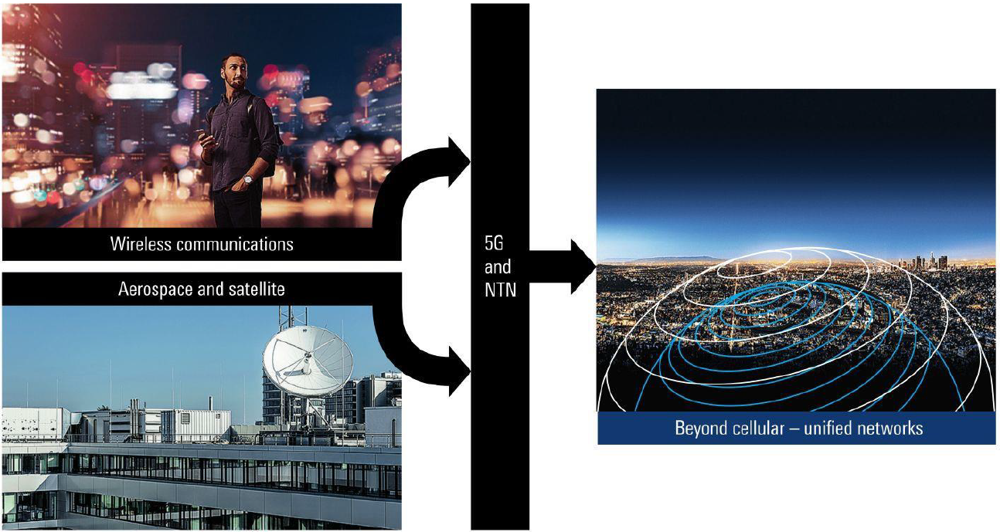 Wireless communications
Aerospace and satellite
5G
and
NTN
Beyond cellular – unified networks